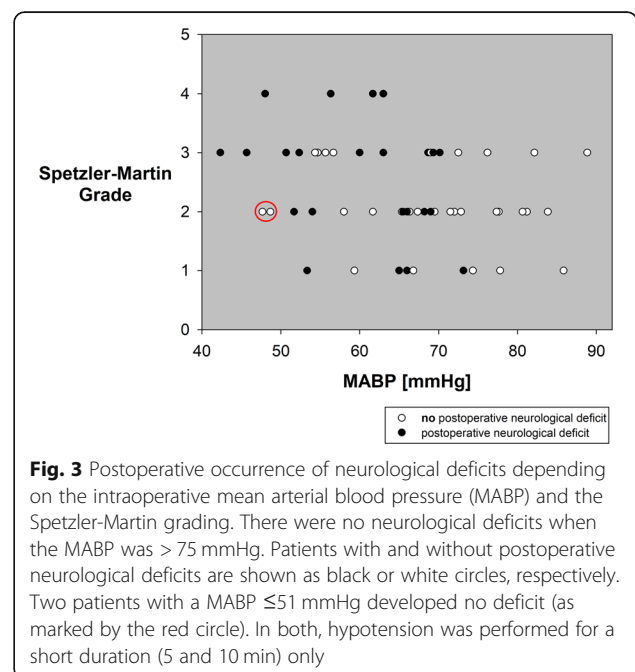 5
4
3
2
1
0
Spetzler-Martin
Grade
40 50 60 70 80 90
MABP [mmHg]
no postoperative neurological deficit
postoperative neurological deficit
Fig. 3 Postoperative occurrence of neurological deficits depending
on the intraoperative mean arterial blood pressure (MABP) and the
Spetzler-Martin grading. There were no neurological deficits when
the MABP was > 75 mmHg. Patients with and without postoperative
neurological deficits are shown as black or white circles, respectively.
Two patients with a MABP ≤51 mmHg developed no deficit (as
marked by the red circle). In both, hypotension was performed for a
short duration (5 and 10 min) only